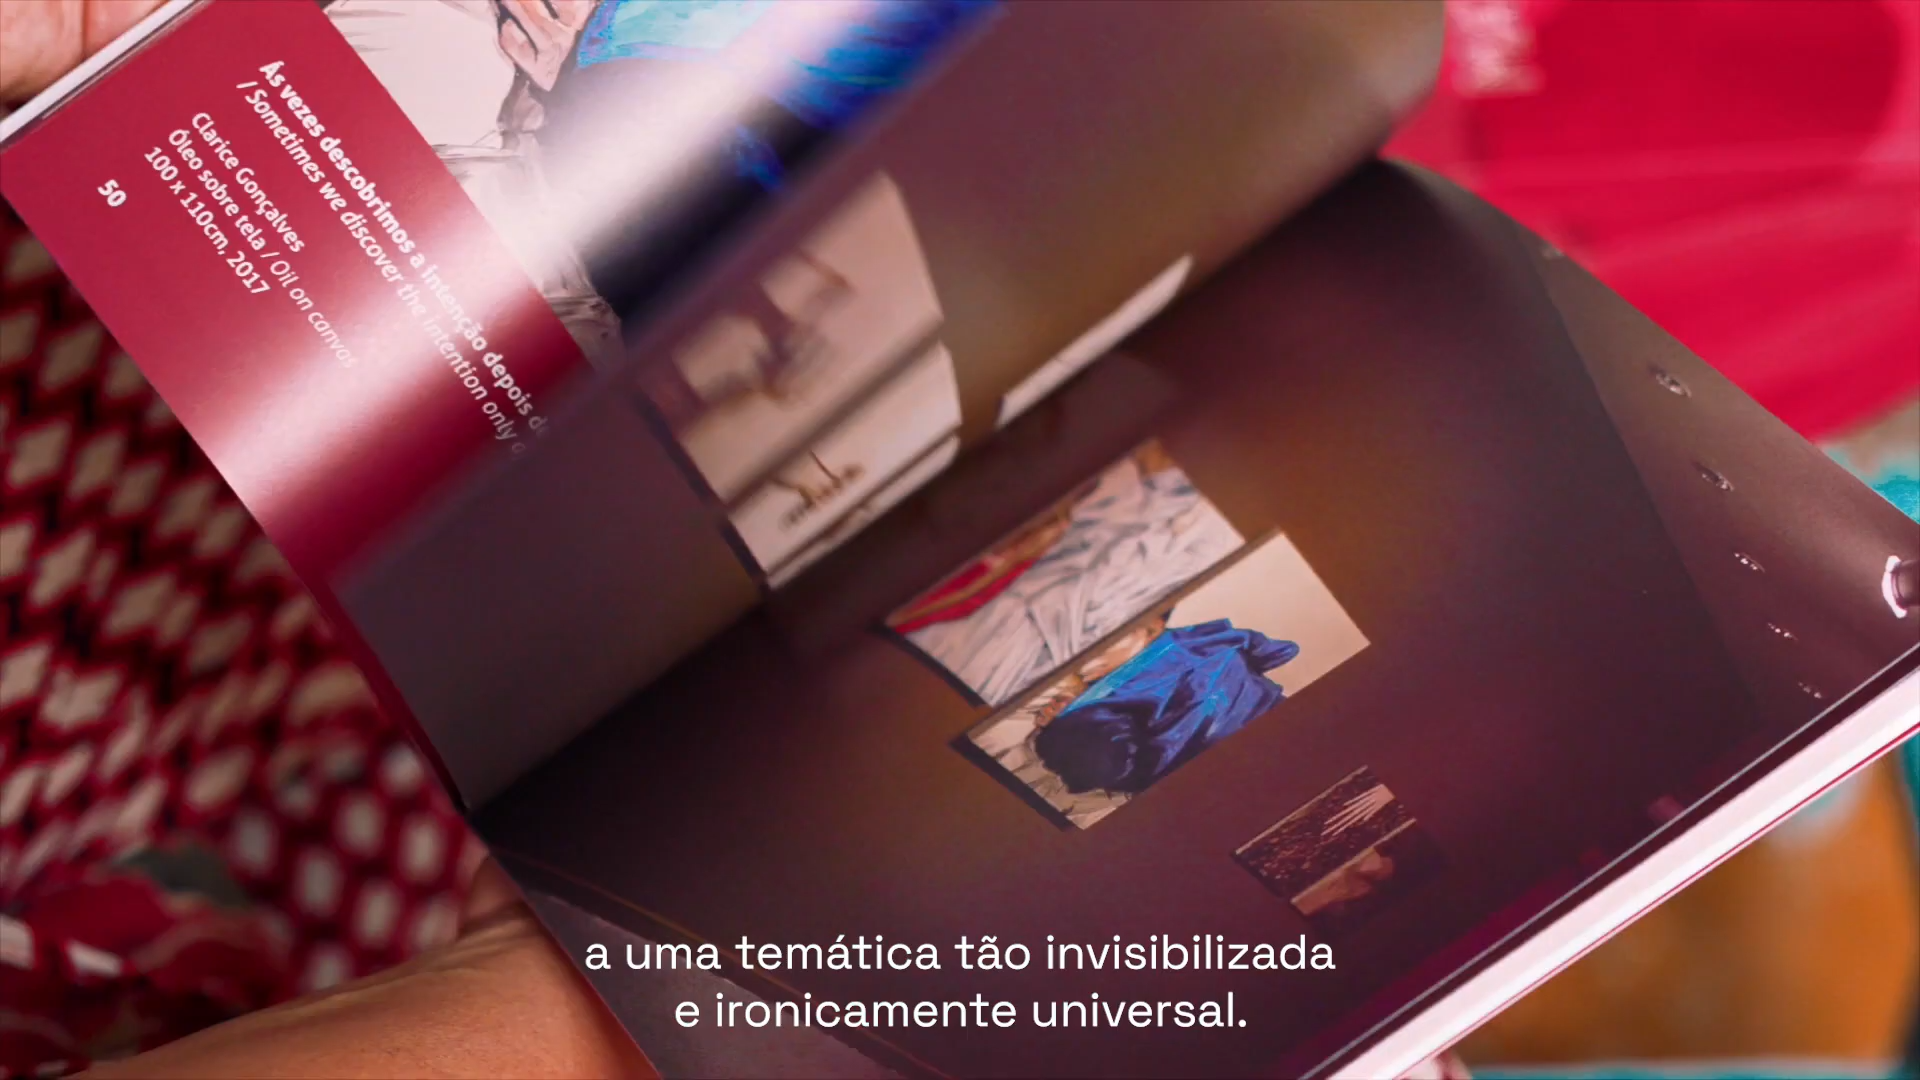 Ás vezes descobrimos a intenção depois d
/ Sometimes we discover the intention only
Clarice Gonçalves
Óleo sobre tela / Oil on canvas
100 x 110cm, 2017
50
a uma temática tão invisibilizada
e ironicamente universal.